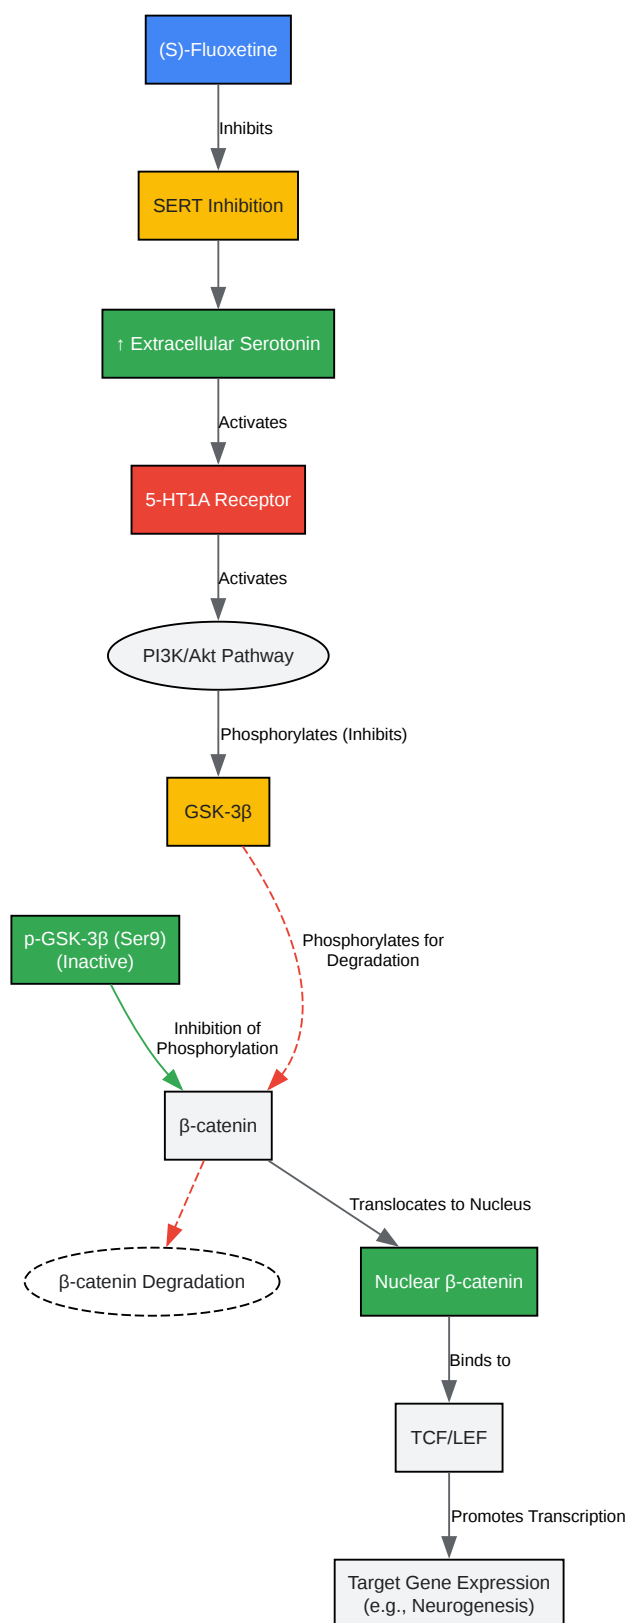 (S)-Fluoxetine
Inhibits
SERT Inhibition
↑ Extracellular Serotonin
Activates
5-HT1A Receptor
Activates
PI3K/Akt Pathway
Phosphorylates (Inhibits)
GSK-3β
p-GSK-3β (Ser9)
(Inactive)
Phosphorylates for
Degradation
Inhibition of
Phosphorylation
β-catenin
Translocates to Nucleus
β-catenin Degradation
Nuclear β-catenin
Binds to
TCF/LEF
Promotes Transcription
Target Gene Expression
(e.g., Neurogenesis)